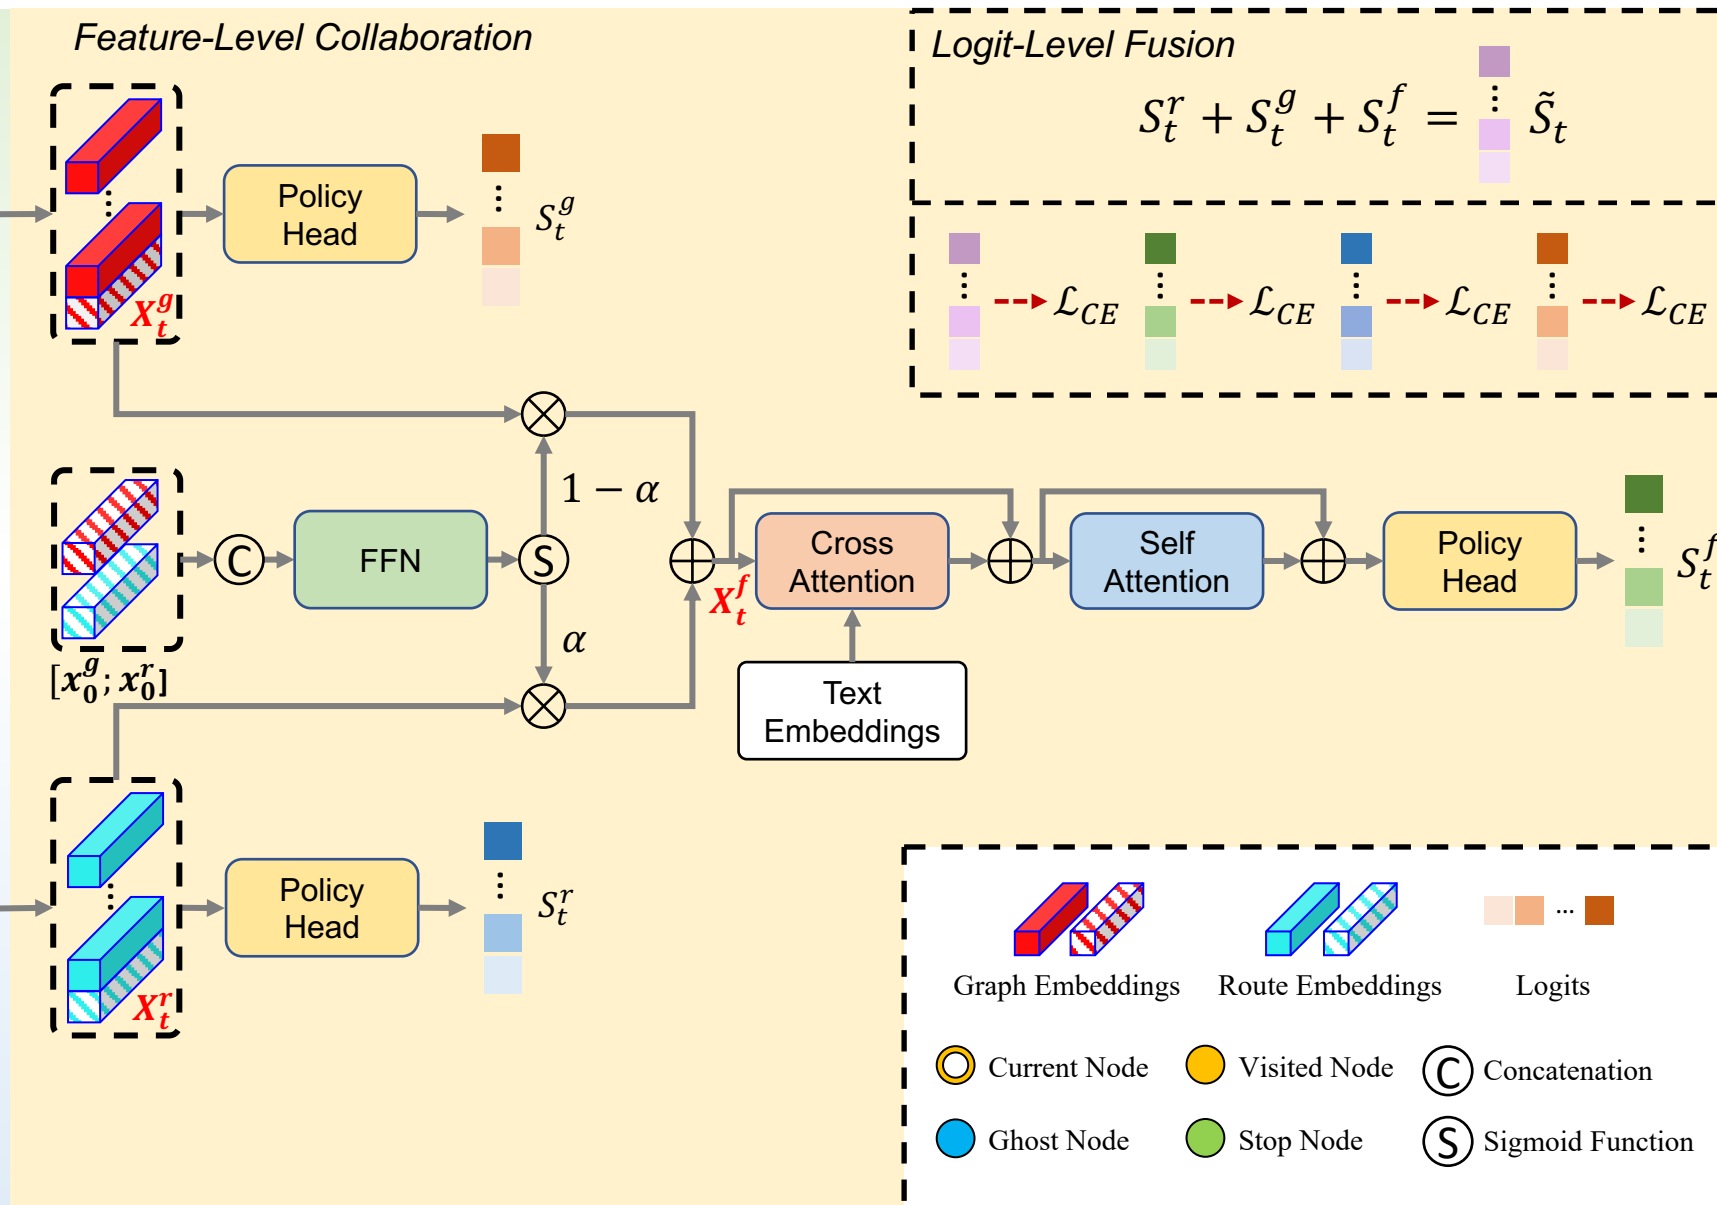 Feature-Level Collaboration
Logit-Level Fusion
S_t^r + S_t^g + S_t^f = S̃_t
Policy
Head
S_t^g
X_t^g
ℒ_CE
ℒ_CE
ℒ_CE
ℒ_CE
1 − α
C
FFN
S
Cross
Attention
Self
Attention
Policy
Head
S_t^f
X_t^f
α
[x_0^g; x_0^r]
Text
Embeddings
Policy
Head
S_t^r
X_t^r
Graph Embeddings
Route Embeddings
...
Logits
Current Node
Visited Node
C Concatenation
Ghost Node
Stop Node
S Sigmoid Function